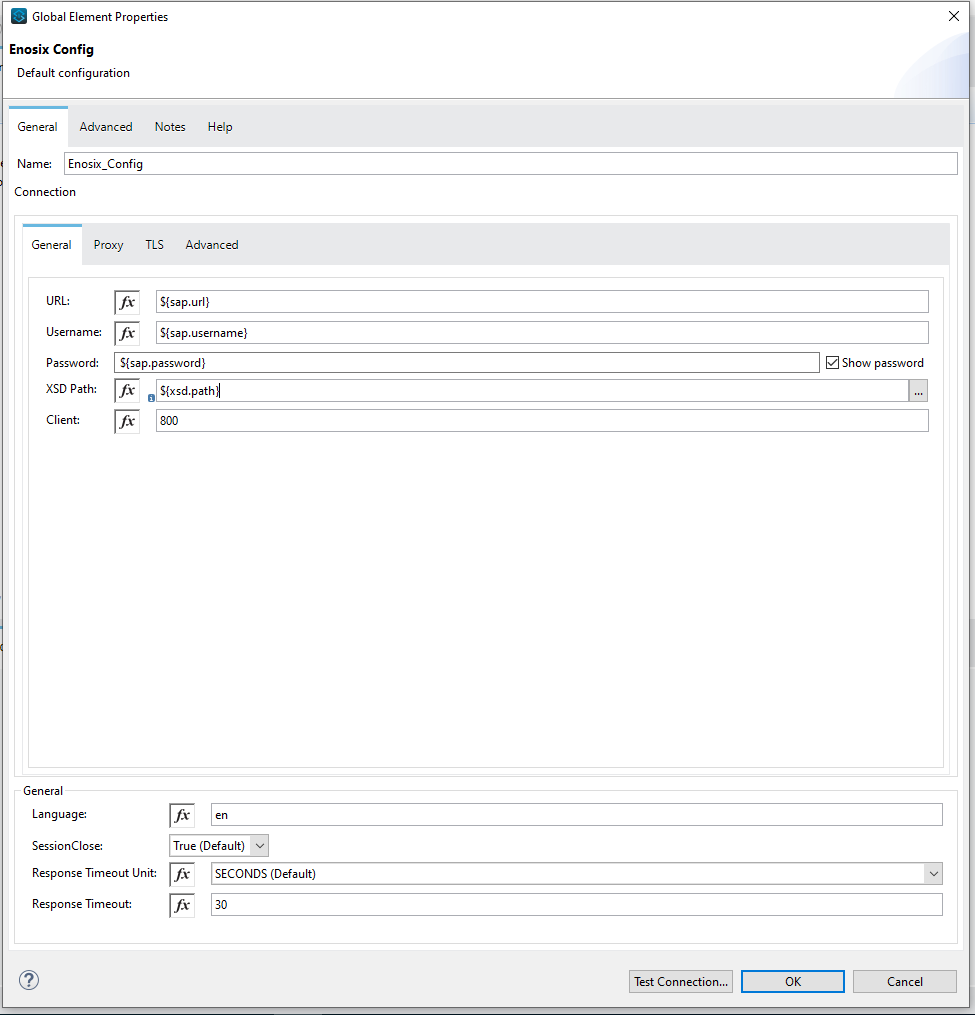 Global Element Properties
Enosix Config
Default configuration
General Advanced Notes Help
Name: Enosix_Config
Connection
General Proxy TLS Advanced
URL: fx ${sap.url}
Username: fx ${sap.username}
Password: ${sap.password} Show password
XSD Path: fx ${xsd.path} ...
Client: fx 800
General
Language: fx en
SessionClose: True (Default)
Response Timeout Unit: fx SECONDS (Default)
Response Timeout: fx 30
? Test Connection... OK Cancel